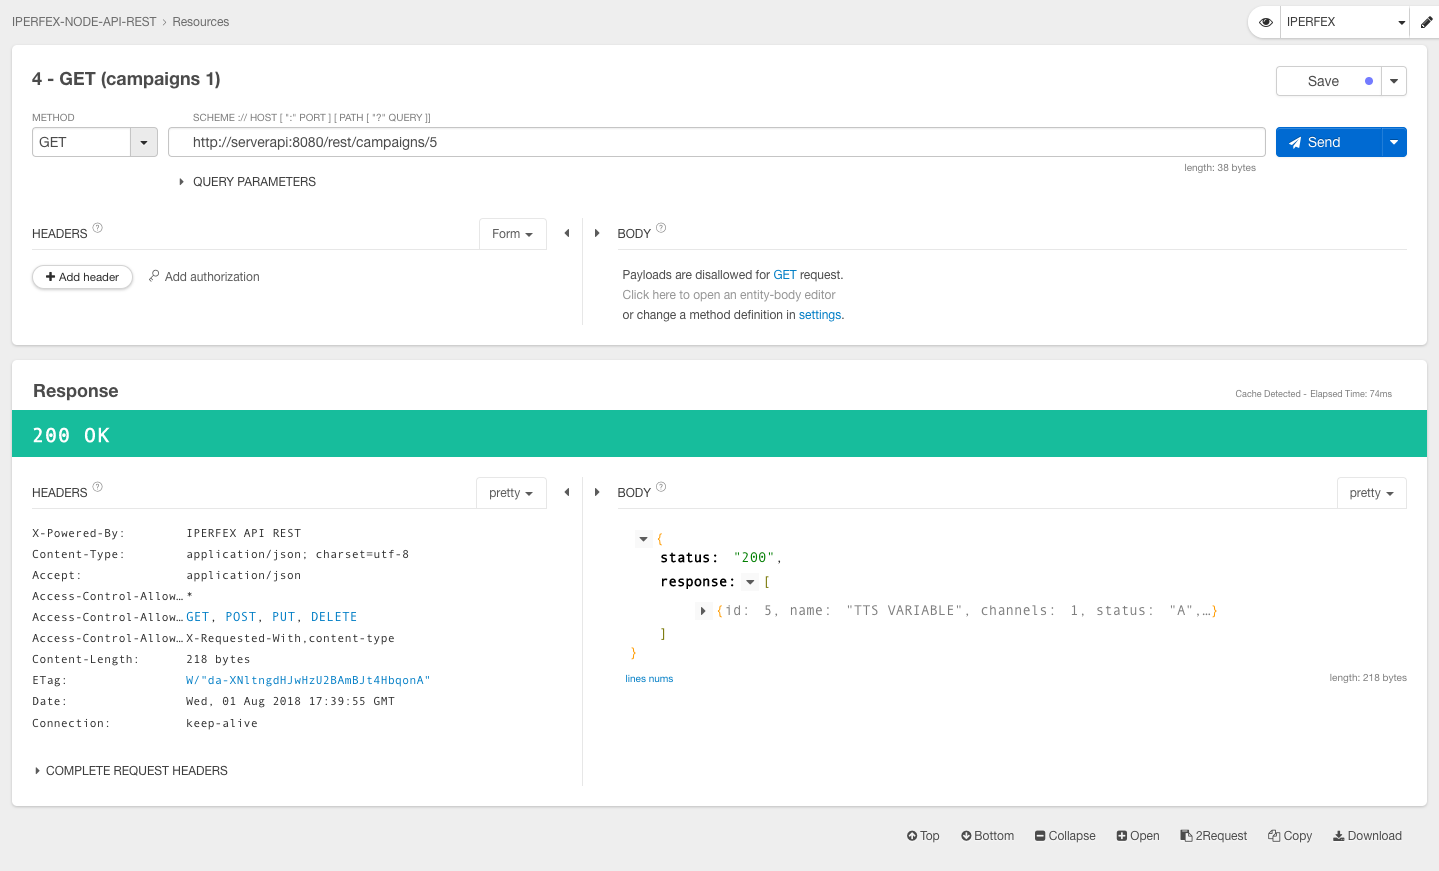 IPERFEX-NODE-API-REST › Resources
IPERFEX
4 - GET (campaigns 1)
Save
METHOD
SCHEME :// HOST [ ":" PORT ] [ PATH [ "?" QUERY ]]
GET
http://serverapi:8080/rest/campaigns/5
Send
length: 38 bytes
QUERY PARAMETERS
HEADERS ?
Form
BODY ?
Add header
Add authorization
Payloads are disallowed for GET request.
Click here to open an entity-body editor
or change a method definition in settings.
Response
Cache Detected - Elapsed Time: 74ms
200 OK
HEADERS ?
pretty
BODY ?
pretty
X-Powered-By: IPERFEX API REST
Content-Type: application/json; charset=utf-8
Accept: application/json
Access-Control-Allow… *
Access-Control-Allow… GET, POST, PUT, DELETE
Access-Control-Allow… X-Requested-With,content-type
Content-Length: 218 bytes
ETag: W/"da-XNltngdHJwHzU2BAmBJt4HbqonA"
Date: Wed, 01 Aug 2018 17:39:55 GMT
Connection: keep-alive
COMPLETE REQUEST HEADERS
{
status: "200",
response: [
{id: 5, name: "TTS VARIABLE", channels: 1, status: "A",…}
]
}
lines nums
length: 218 bytes
Top Bottom Collapse Open 2Request Copy Download